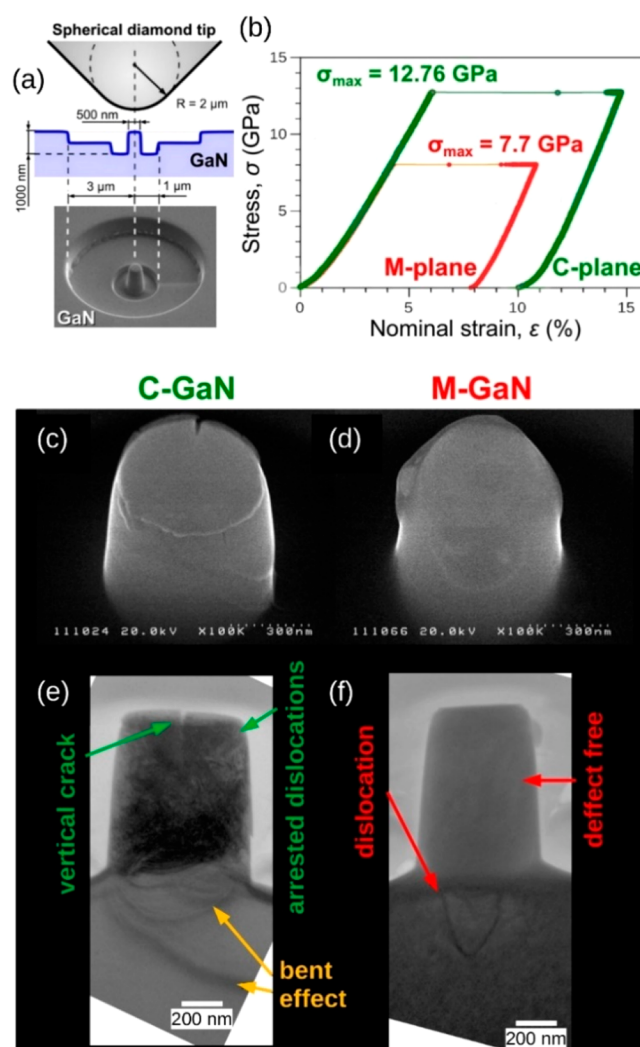 Spherical diamond tip
(a)
R = 2 μm
500 nm
GaN
1000 nm
3 μm
1 μm
GaN
(b)
15
10
5
0
Stress, σ (GPa)
σmax = 12.76 GPa
σmax = 7.7 GPa
M-plane
C-plane
0
5
10
15
Nominal strain, ε (%)
C-GaN
M-GaN
(c)
111024 20.0kV X100K 300nm
(d)
111066 20.0kV X100K 300nm
(e)
vertical crack
arrested dislocations
bent
effect
200 nm
(f)
dislocation
deffect free
200 nm